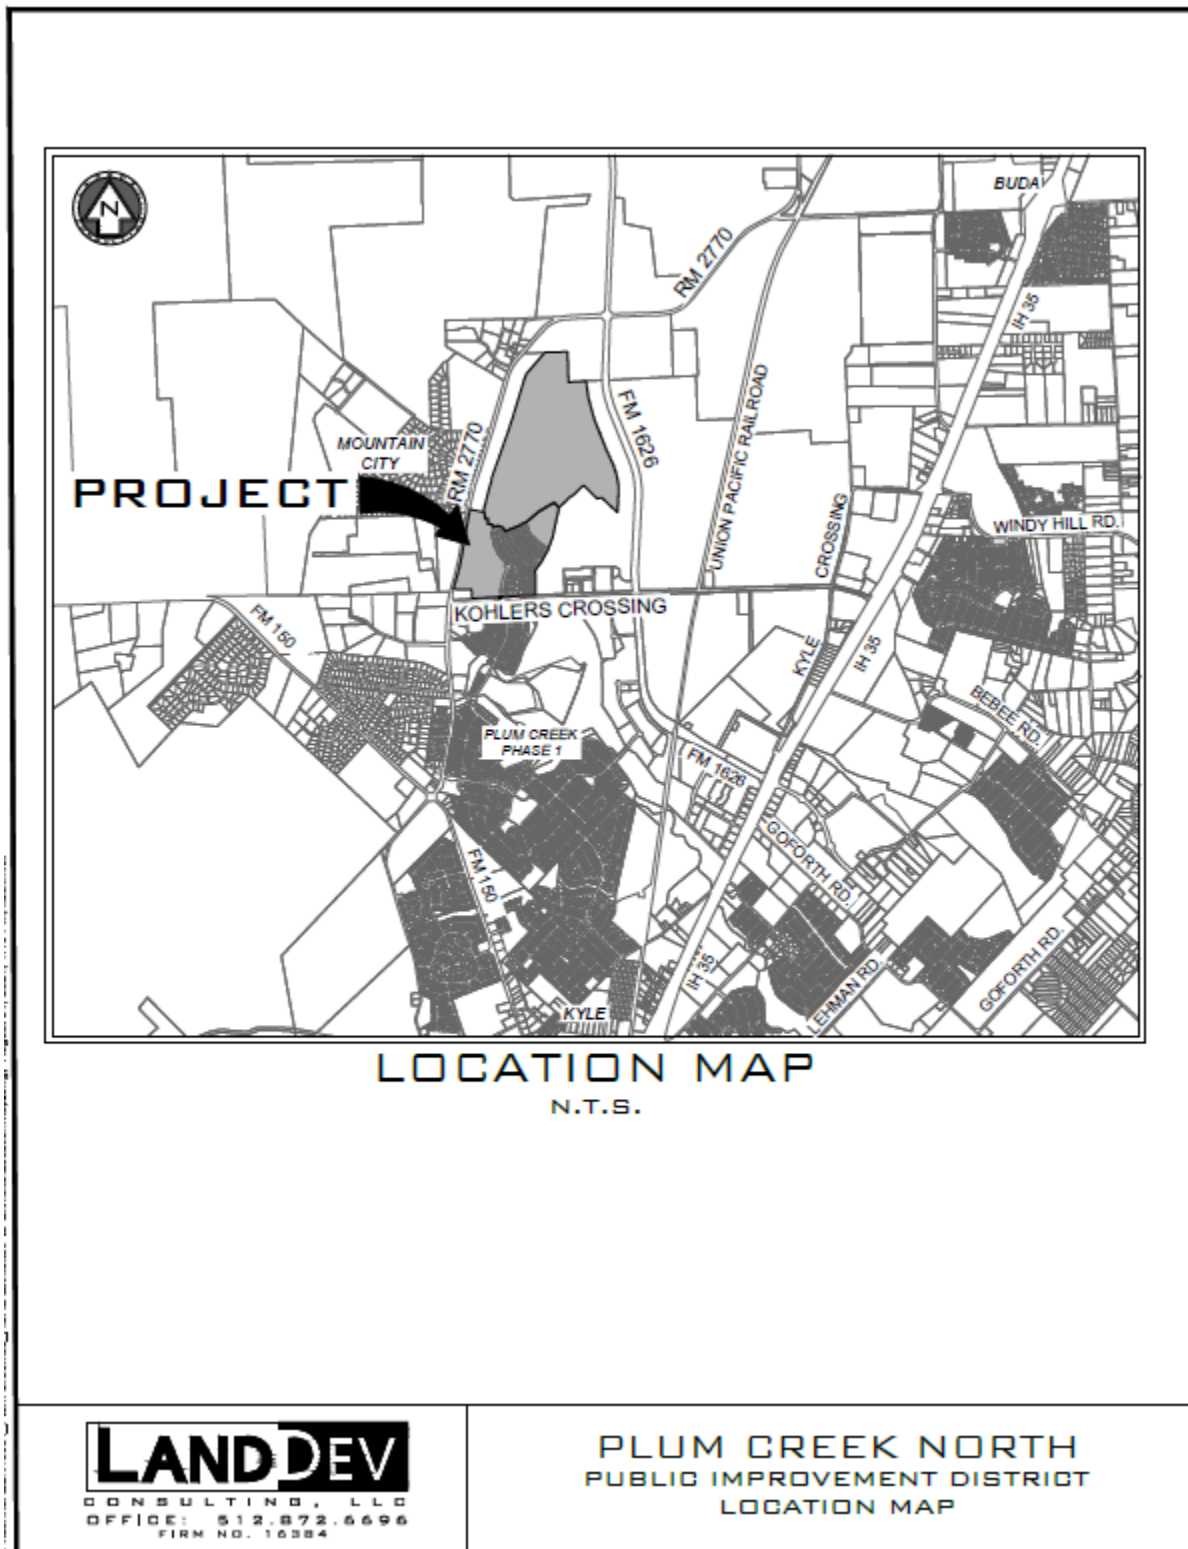 N
BUDA
RM 2770
IH 35
UNION PACIFIC RAILROAD
FM 1626
MOUNTAIN
CITY
RM 2770
PROJECT
CROSSING
WINDY HILL RD.
KOHLERS CROSSING
FM 150
KYLE
IH 35
BEBEE RD.
PLUM CREEK
PHASE 1
FM 1626
GOFORTH RD.
FM 150
IH 35
LEHMAN RD.
GOFORTH RD.
KYLE
LOCATION MAP
N.T.S.
LANDDEV
CONSULTING, LLC
OFFICE: 512.872.6696
FIRM NO. 16384
PLUM CREEK NORTH
PUBLIC IMPROVEMENT DISTRICT
LOCATION MAP